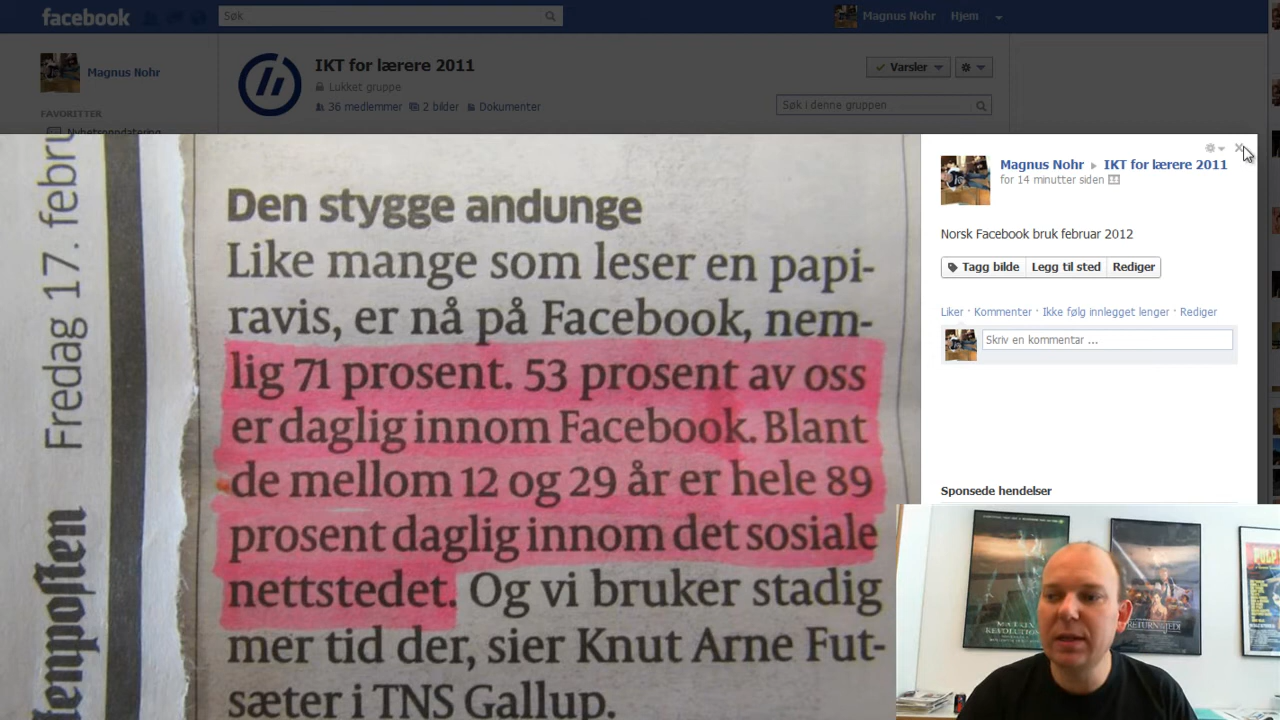 facebook
Søk
Magnus Nohr
Hjem
Magnus Nohr
FAVORITTER
Nyhetsoppdatering
IKT for lærere 2011
Lukket gruppe
36 medlemmer 2 bilder Dokumenter
Varsler
Søk i denne gruppen
Fredag 17. febru
Den stygge andunge
Like mange som leser en papi-
ravis, er nå på Facebook, nem-
lig 71 prosent. 53 prosent av oss
er daglig innom Facebook. Blant
de mellom 12 og 29 år er hele 89
prosent daglig innom det sosiale
nettstedet. Og vi bruker stadig
mer tid der, sier Knut Arne Fut-
sæter i TNS Gallup.
Magnus Nohr ▸ IKT for lærere 2011
for 14 minutter siden
Norsk Facebook bruk februar 2012
Tagg bilde Legg til sted Rediger
Liker · Kommenter · Ikke følg innlegget lenger · Rediger
Skriv en kommentar ...
Sponsede hendelser